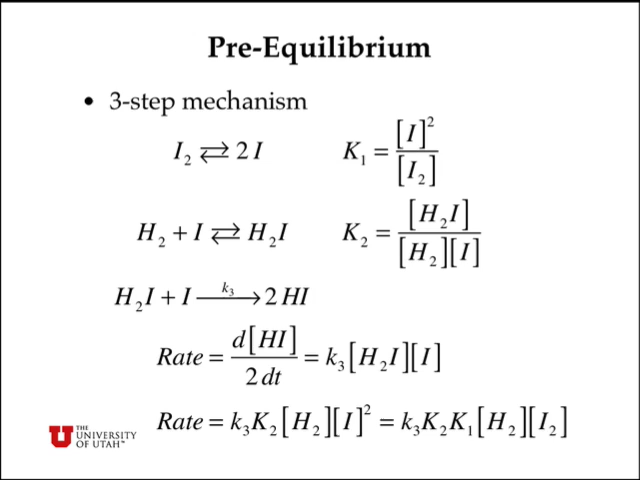 Pre-Equilibrium
• 3-step mechanism
I₂ ⇄ 2I    K₁ = [I]² / [I₂]
H₂ + I ⇄ H₂I    K₂ = [H₂I] / [H₂][I]
H₂I + I —k₃→ 2HI
Rate = d[HI] / 2dt = k₃[H₂I][I]
Rate = k₃K₂[H₂][I]² = k₃K₂K₁[H₂][I₂]
THE
UNIVERSITY
OF UTAH™